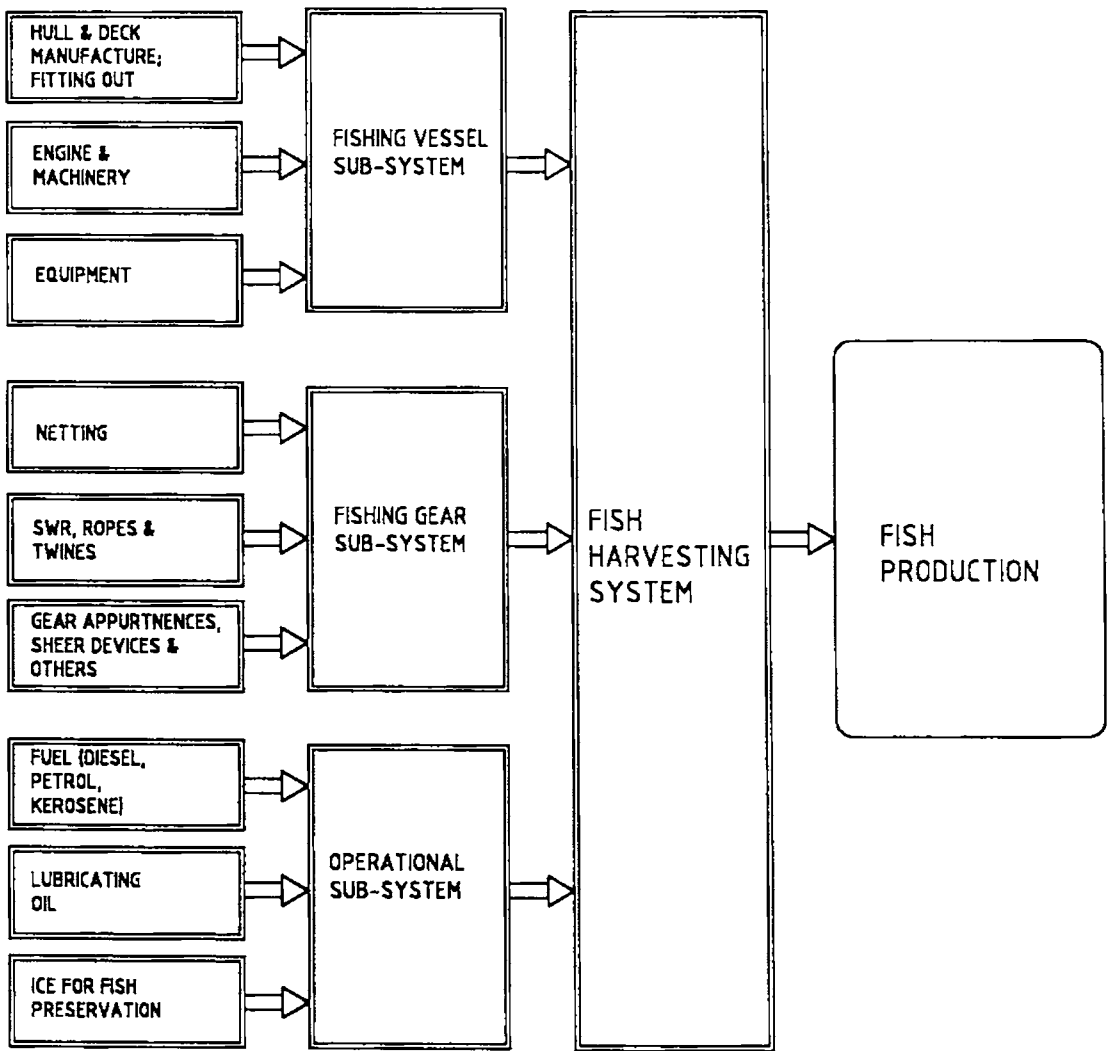 HULL & DECK
MANUFACTURE;
FITTING OUT
ENGINE &
MACHINERY
EQUIPMENT
FISHING VESSEL
SUB-SYSTEM
NETTING
SWR, ROPES &
TWINES
GEAR APPURTNENCES,
SHEER DEVICES &
OTHERS
FISHING GEAR
SUB-SYSTEM
FUEL (DIESEL,
PETROL,
KEROSENE)
LUBRICATING
OIL
ICE FOR FISH
PRESERVATION
OPERATIONAL
SUB-SYSTEM
FISH
HARVESTING
SYSTEM
FISH
PRODUCTION